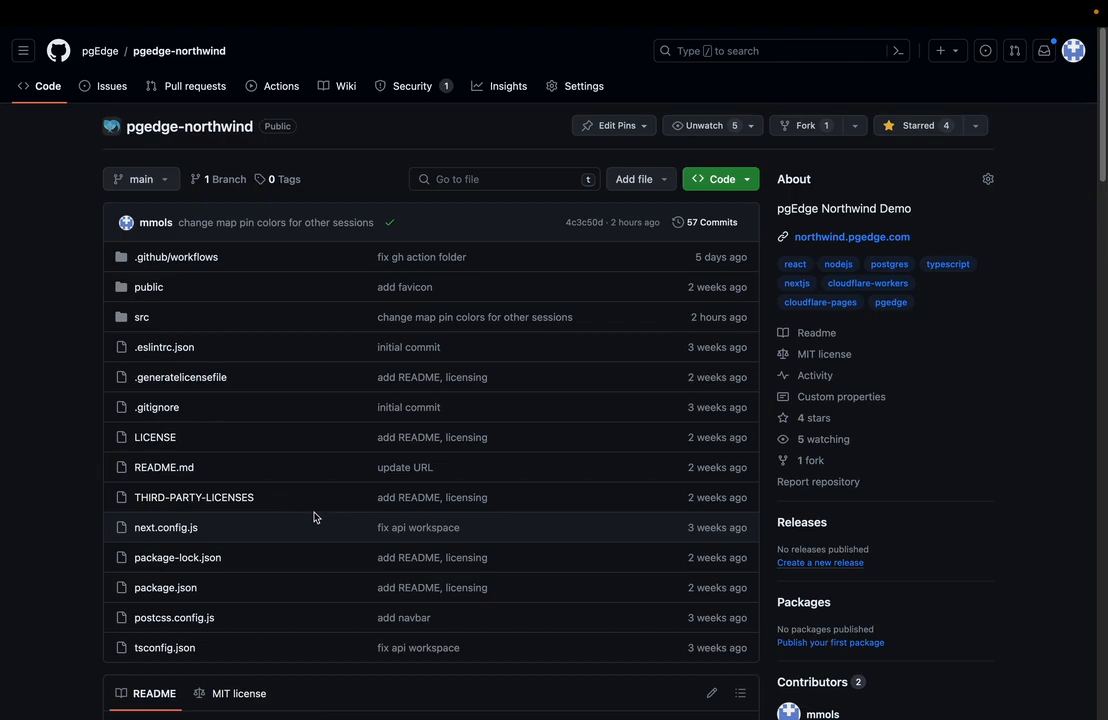 pgEdge / pgedge-northwind
Type / to search
Code Issues Pull requests Actions Wiki Security 1 Insights Settings
pgedge-northwind Public
Edit Pins Unwatch 5 Fork 1 Starred 4
main 1 Branch 0 Tags Go to file t Add file Code
mmols change map pin colors for other sessions 4c3c50d · 2 hours ago 57 Commits
.github/workflows fix gh action folder 5 days ago
public add favicon 2 weeks ago
src change map pin colors for other sessions 2 hours ago
.eslintrc.json initial commit 3 weeks ago
.generatelicensefile add README, licensing 2 weeks ago
.gitignore initial commit 3 weeks ago
LICENSE add README, licensing 2 weeks ago
README.md update URL 2 weeks ago
THIRD-PARTY-LICENSES add README, licensing 2 weeks ago
next.config.js fix api workspace 3 weeks ago
package-lock.json add README, licensing 2 weeks ago
package.json add README, licensing 2 weeks ago
postcss.config.js add navbar 3 weeks ago
tsconfig.json fix api workspace 3 weeks ago
README MIT license
About
pgEdge Northwind Demo
northwind.pgedge.com
react nodejs postgres typescript
nextjs cloudflare-workers
cloudflare-pages pgedge
Readme
MIT license
Activity
Custom properties
4 stars
5 watching
1 fork
Report repository
Releases
No releases published
Create a new release
Packages
No packages published
Publish your first package
Contributors 2
mmols